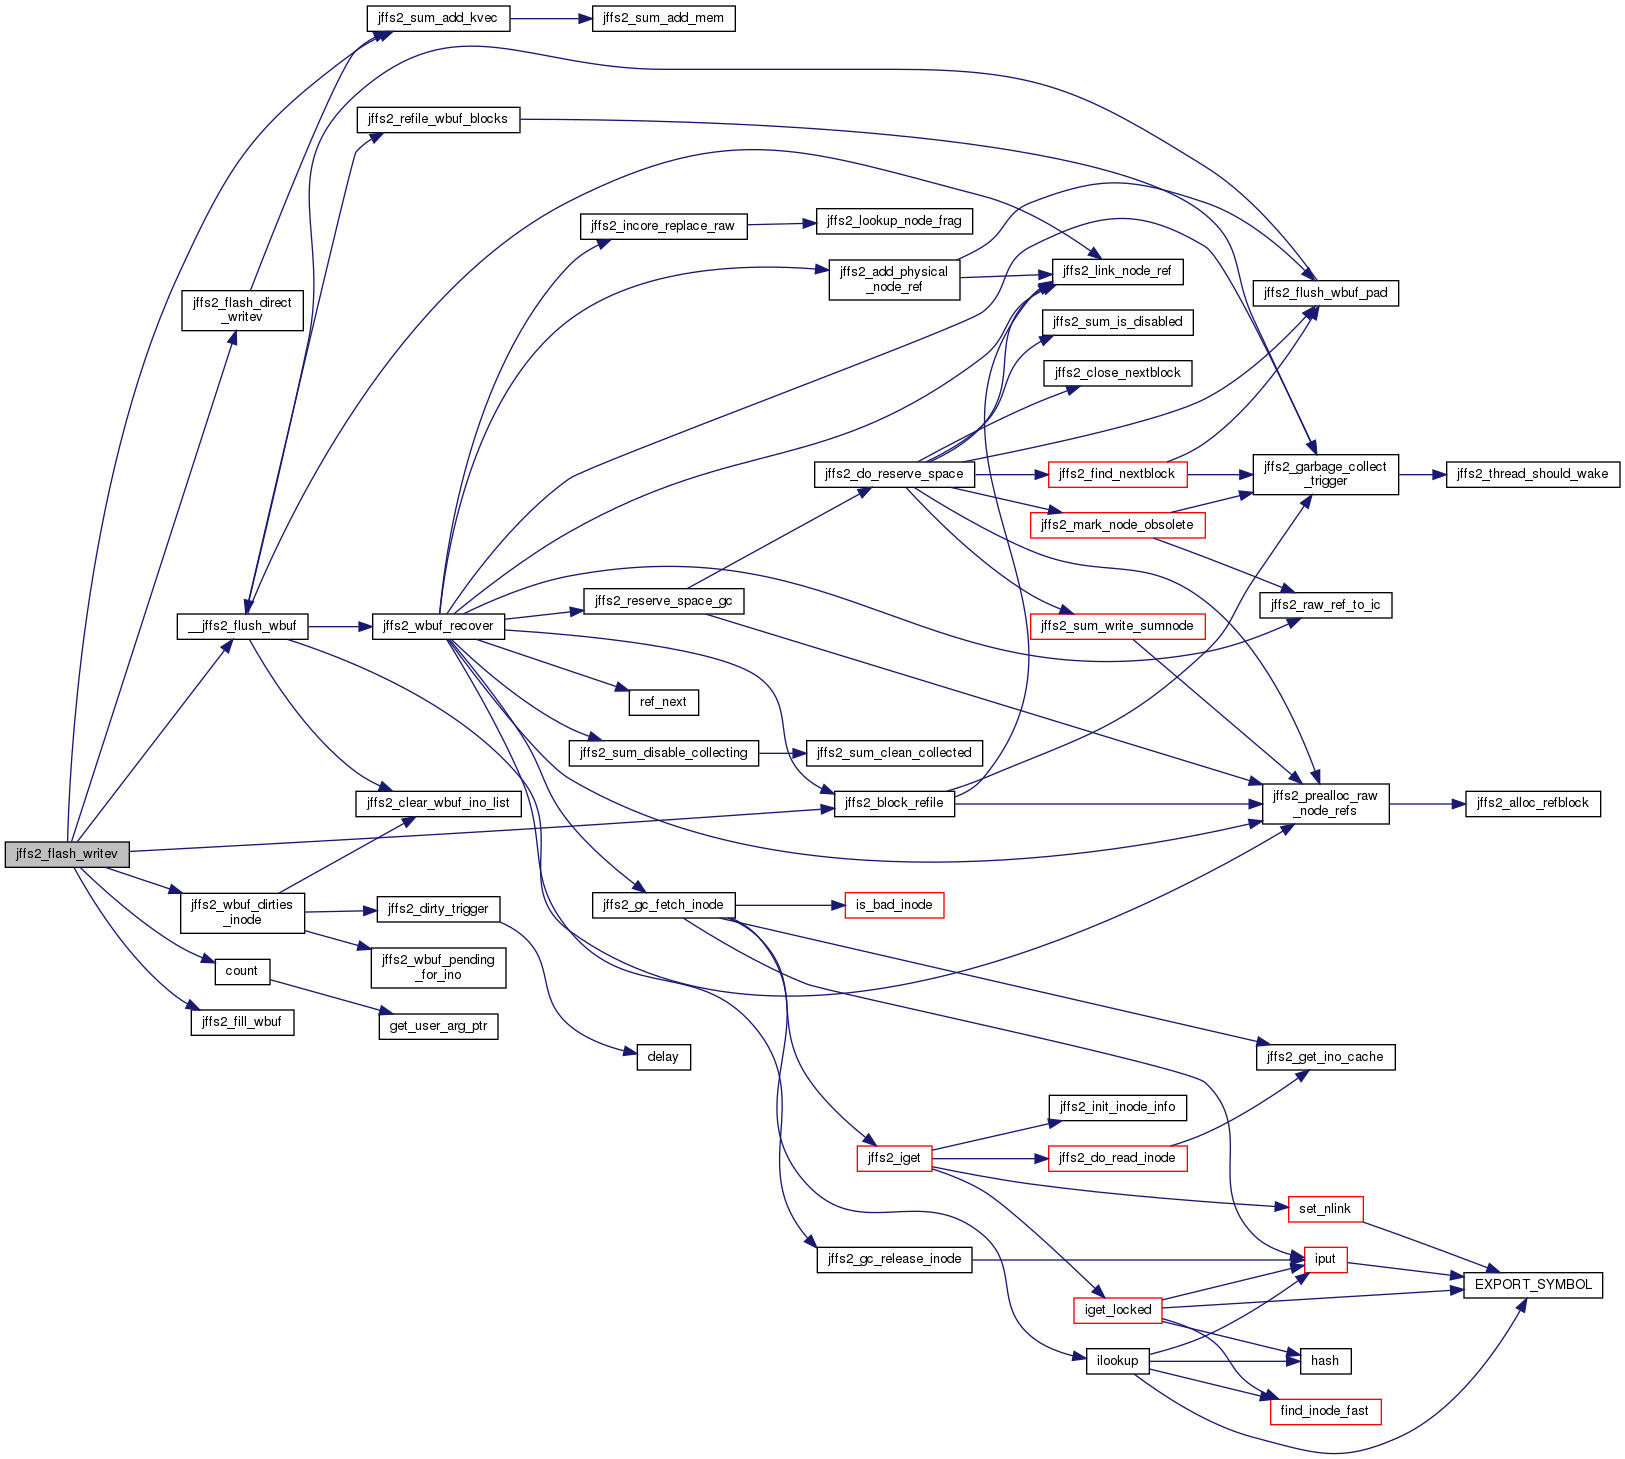 jffs2_sum_add_kvec
jffs2_sum_add_mem
jffs2_refile_wbuf_blocks
jffs2_incore_replace_raw
jffs2_lookup_node_frag
jffs2_add_physical
_node_ref
jffs2_link_node_ref
jffs2_flash_direct
_writev
jffs2_flush_wbuf_pad
jffs2_sum_is_disabled
jffs2_close_nextblock
jffs2_do_reserve_space
jffs2_find_nextblock
jffs2_garbage_collect
_trigger
jffs2_thread_should_wake
jffs2_mark_node_obsolete
jffs2_reserve_space_gc
jffs2_raw_ref_to_ic
__jffs2_flush_wbuf
jffs2_wbuf_recover
jffs2_sum_write_sumnode
ref_next
jffs2_sum_disable_collecting
jffs2_sum_clean_collected
jffs2_clear_wbuf_ino_list
jffs2_block_refile
jffs2_prealloc_raw
_node_refs
jffs2_alloc_refblock
jffs2_flash_writev
jffs2_wbuf_dirties
_inode
jffs2_dirty_trigger
jffs2_gc_fetch_inode
is_bad_inode
jffs2_wbuf_pending
_for_ino
count
jffs2_fill_wbuf
get_user_arg_ptr
delay
jffs2_get_ino_cache
jffs2_init_inode_info
jffs2_iget
jffs2_do_read_inode
set_nlink
jffs2_gc_release_inode
iput
EXPORT_SYMBOL
iget_locked
ilookup
hash
find_inode_fast